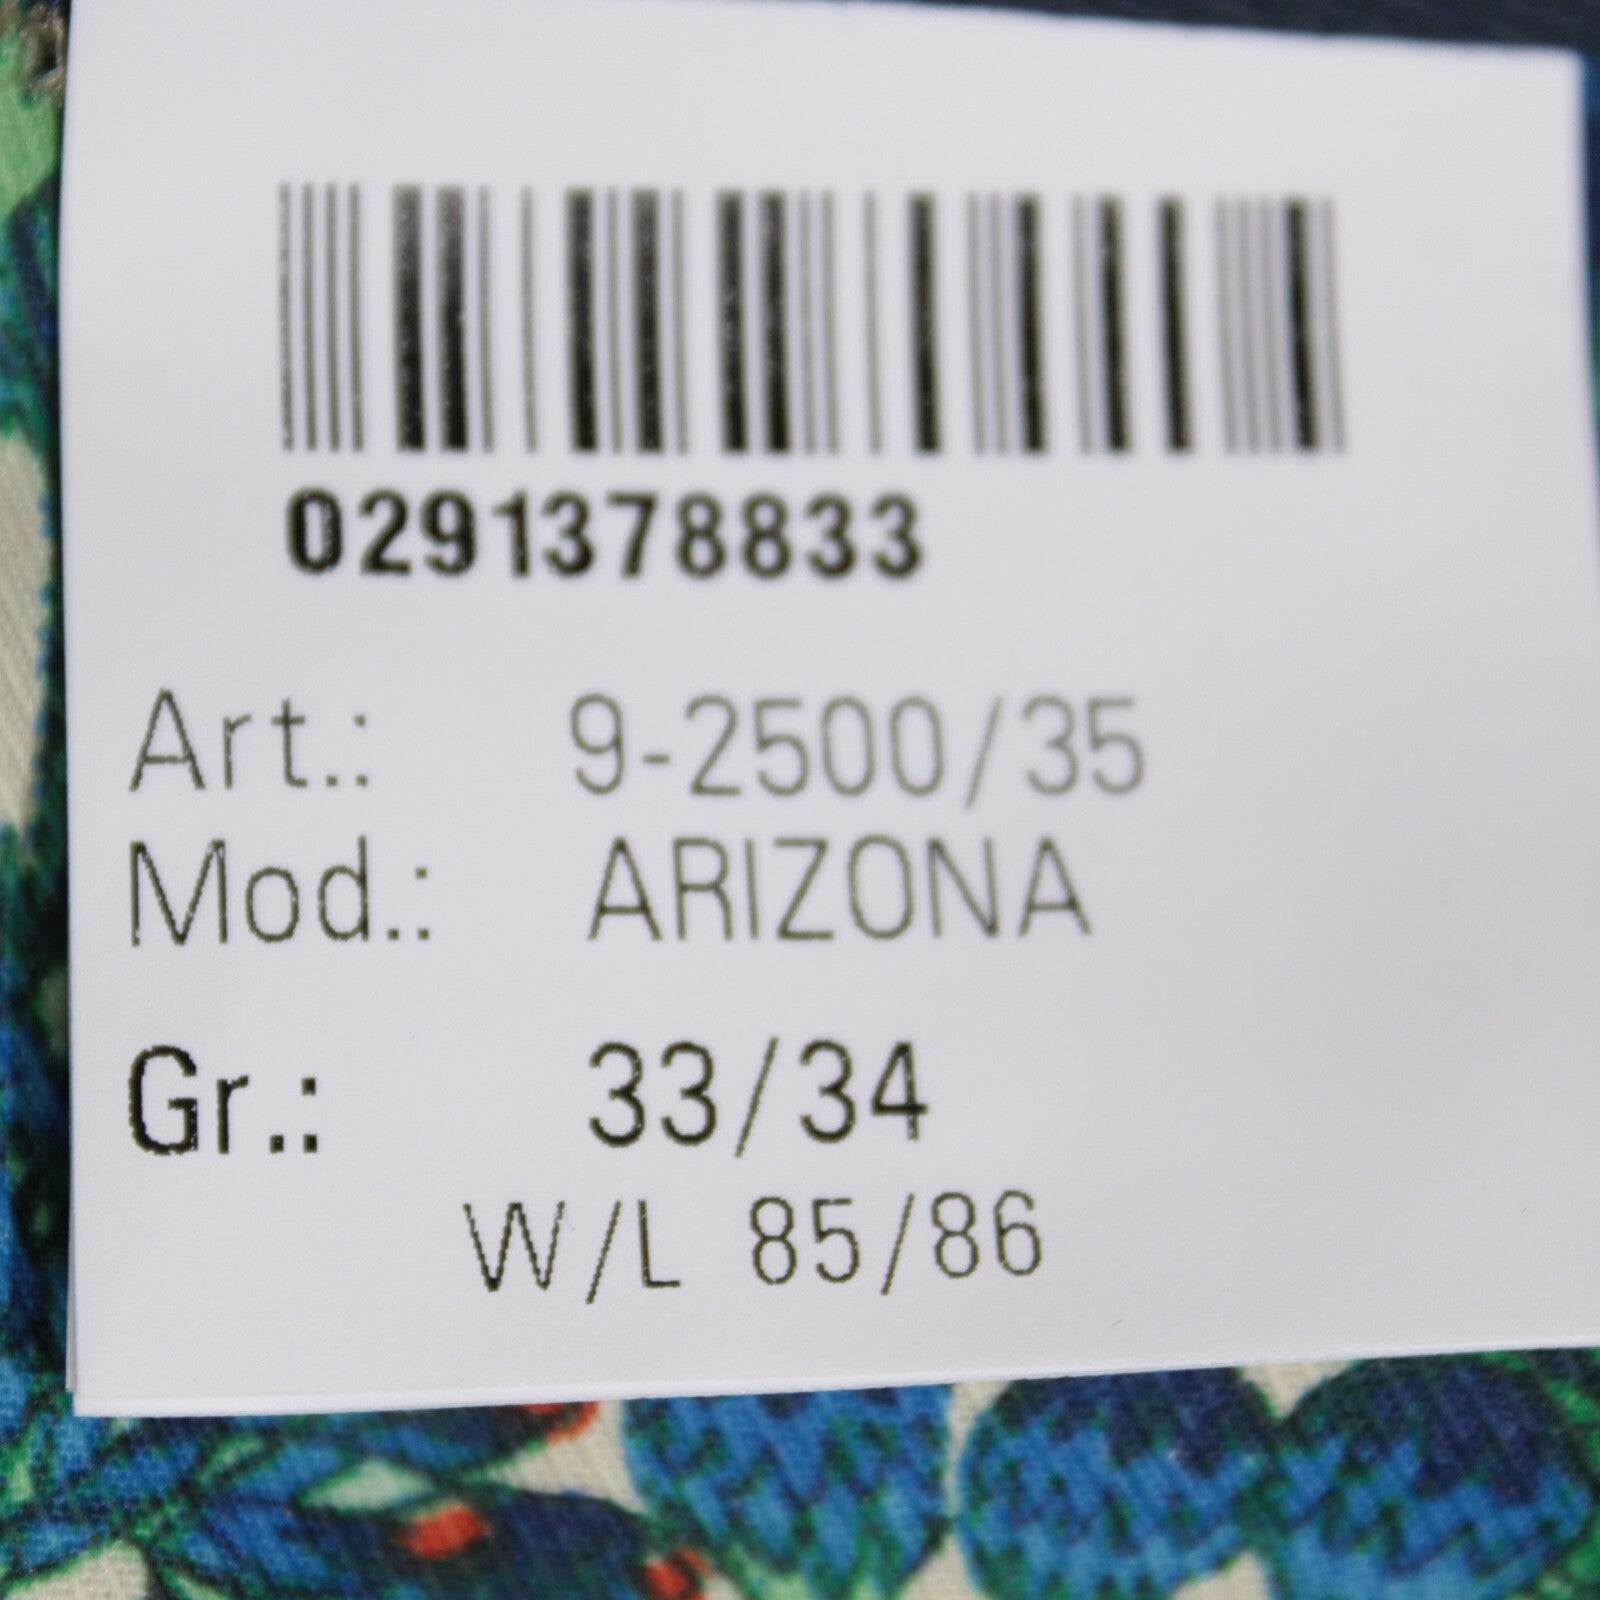 0291378833
Art.: 9-2500/35
Mod.: ARIZONA
Gr.: 33/34
W/L 85/86